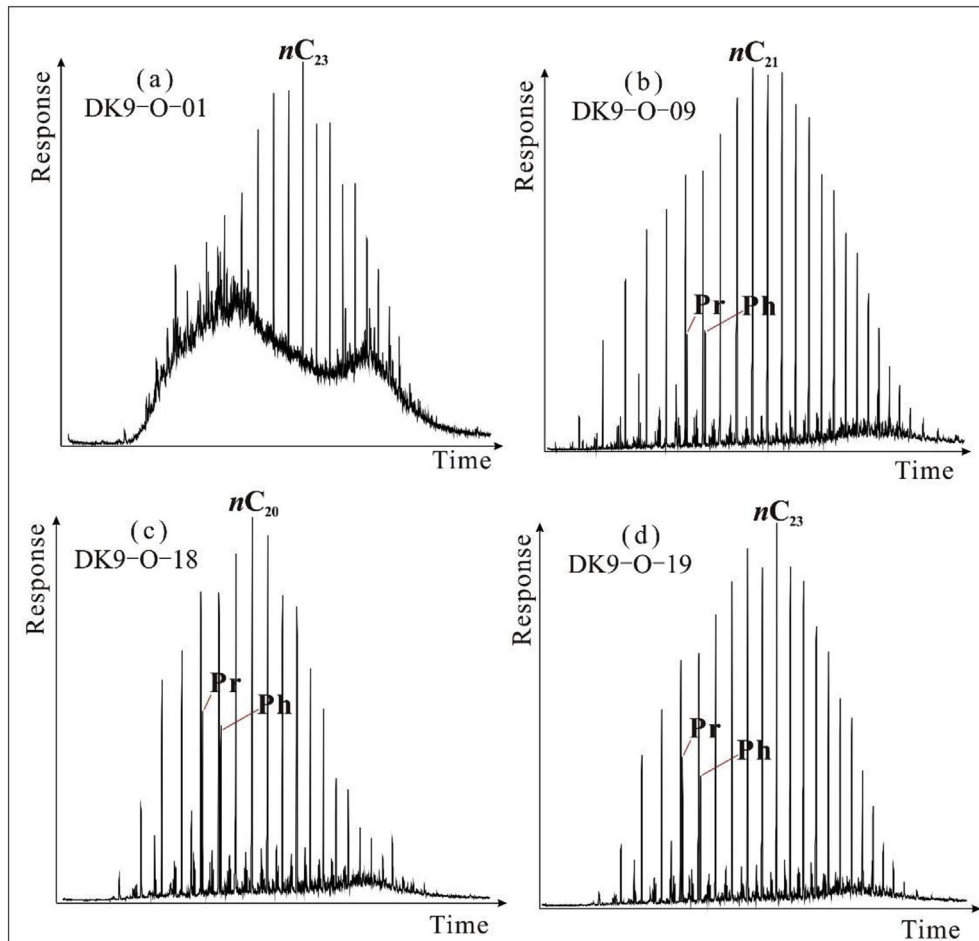 nC₂₃
(a)
DK9-O-01
Response
Time
nC₂₁
(b)
DK9-O-09
Response
Pr
Ph
Time
nC₂₀
(c)
DK9-O-18
Response
Pr
Ph
Time
nC₂₃
(d)
DK9-O-19
Response
Pr
Ph
Time